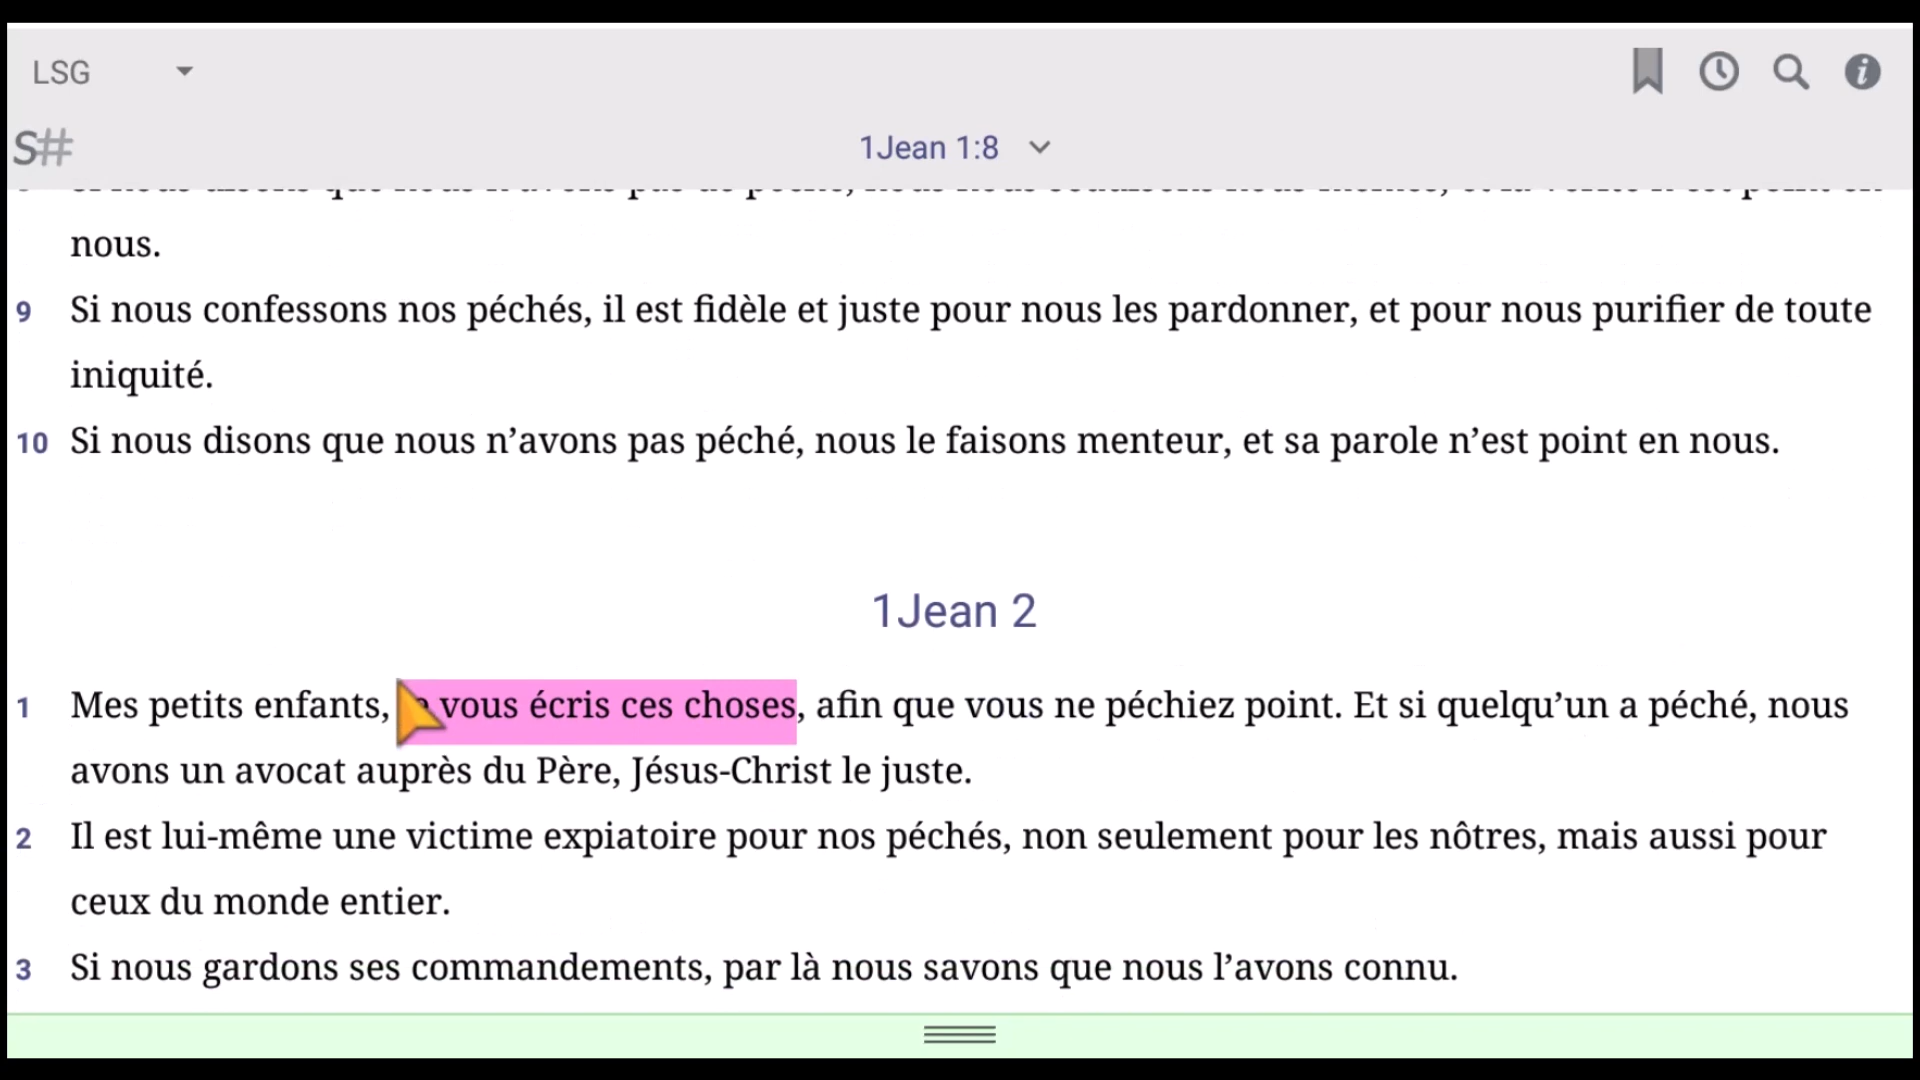 LSG
S#
1Jean 1:8
nous.
9 Si nous confessons nos péchés, il est fidèle et juste pour nous les pardonner, et pour nous purifier de toute
iniquité.
10 Si nous disons que nous n’avons pas péché, nous le faisons menteur, et sa parole n’est point en nous.
1Jean 2
1 Mes petits enfants, vous écris ces choses, afin que vous ne péchiez point. Et si quelqu’un a péché, nous
avons un avocat auprès du Père, Jésus-Christ le juste.
2 Il est lui-même une victime expiatoire pour nos péchés, non seulement pour les nôtres, mais aussi pour
ceux du monde entier.
3 Si nous gardons ses commandements, par là nous savons que nous l’avons connu.